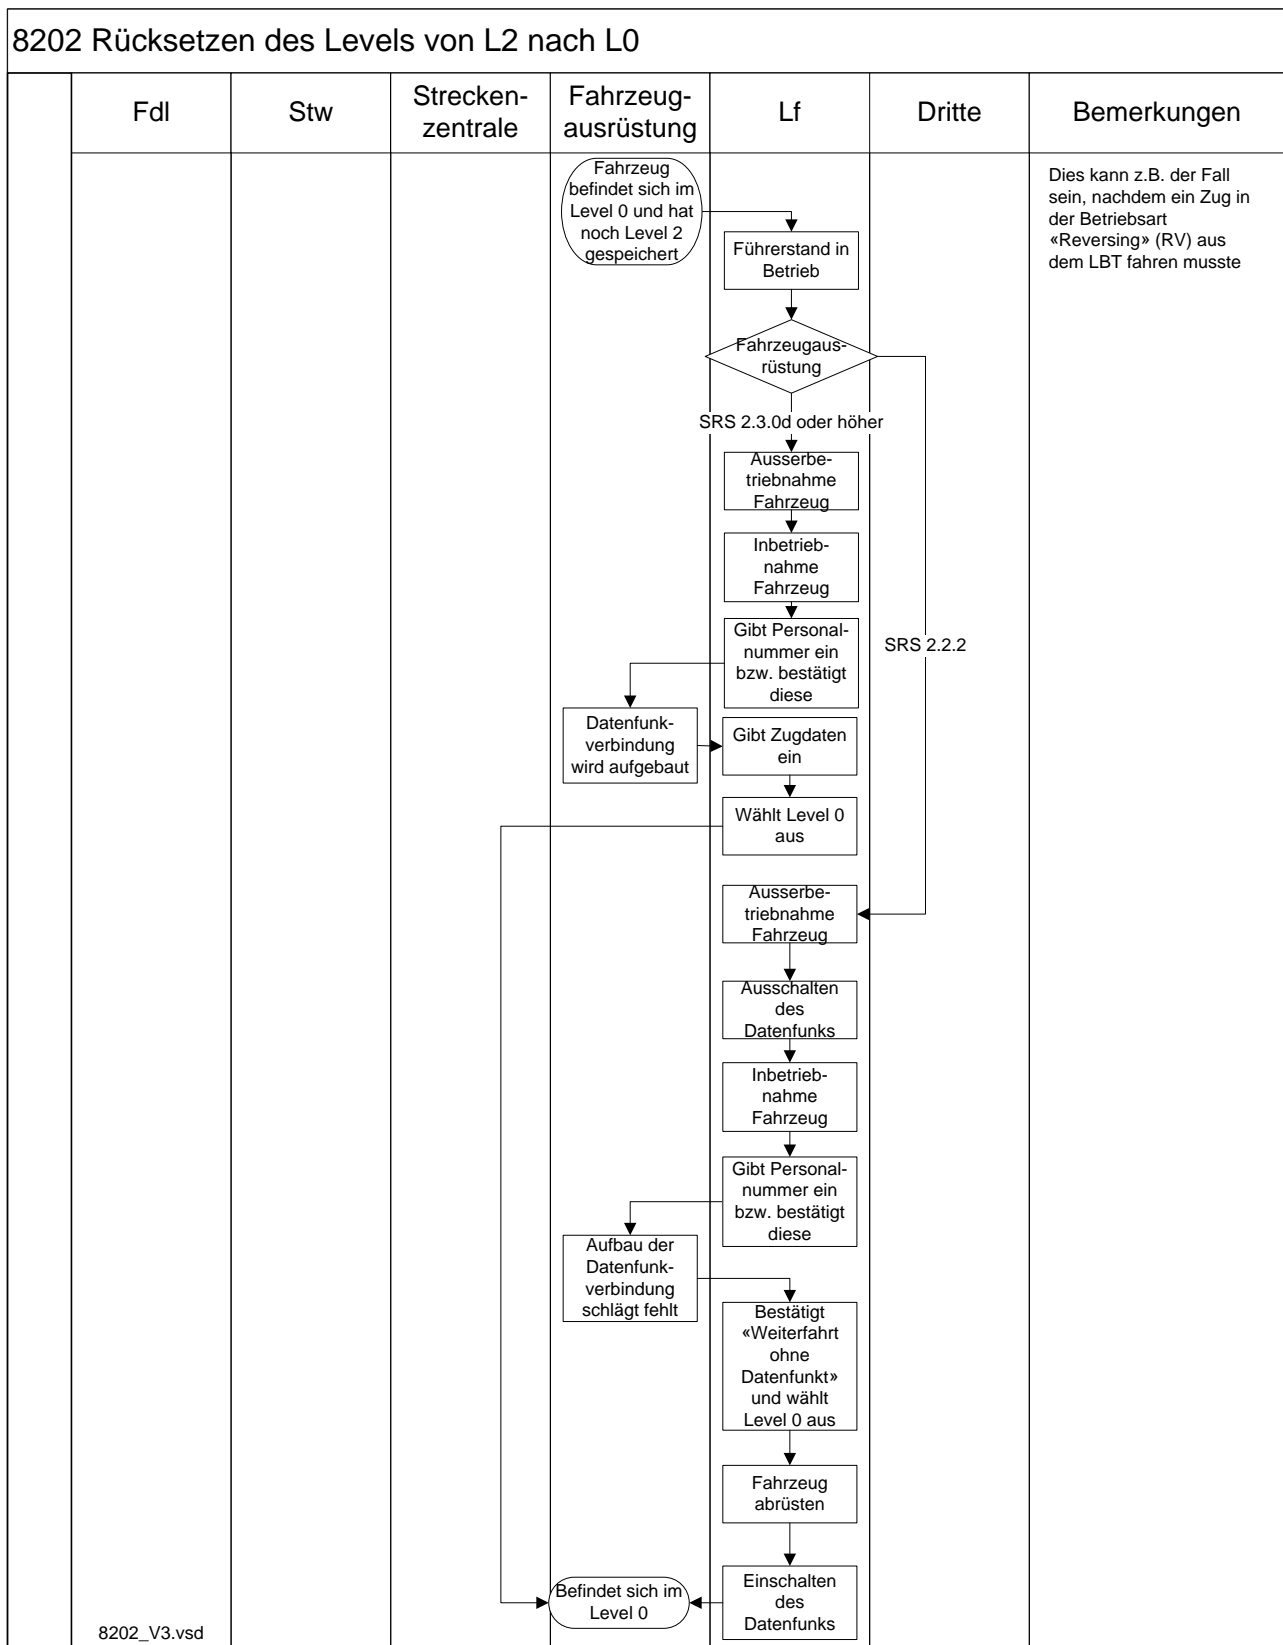 8202 Rücksetzen des Levels von L2 nach L0
Fdl
Stw
Strecken-
zentrale
Fahrzeug-
ausrüstung
Lf
Dritte
Bemerkungen
Fahrzeug
befindet sich im
Level 0 und hat
noch Level 2
gespeichert
Dies kann z.B. der Fall
sein, nachdem ein Zug in
der Betriebsart
«Reversing» (RV) aus
dem LBT fahren musste
Führerstand in
Betrieb
Fahrzeugaus-
rüstung
SRS 2.3.0d oder höher
Ausserbe-
triebnahme
Fahrzeug
Inbetrieb-
nahme
Fahrzeug
Gibt Personal-
nummer ein
bzw. bestätigt
diese
SRS 2.2.2
Datenfunk-
verbindung
wird aufgebaut
Gibt Zugdaten
ein
Wählt Level 0
aus
Ausserbe-
triebnahme
Fahrzeug
Ausschalten
des
Datenfunks
Inbetrieb-
nahme
Fahrzeug
Gibt Personal-
nummer ein
bzw. bestätigt
diese
Aufbau der
Datenfunk-
verbindung
schlägt fehlt
Bestätigt
«Weiterfahrt
ohne
Datenfunkt»
und wählt
Level 0 aus
Fahrzeug
abrüsten
Einschalten
des
Datenfunks
Befindet sich im
Level 0
8202_V3.vsd